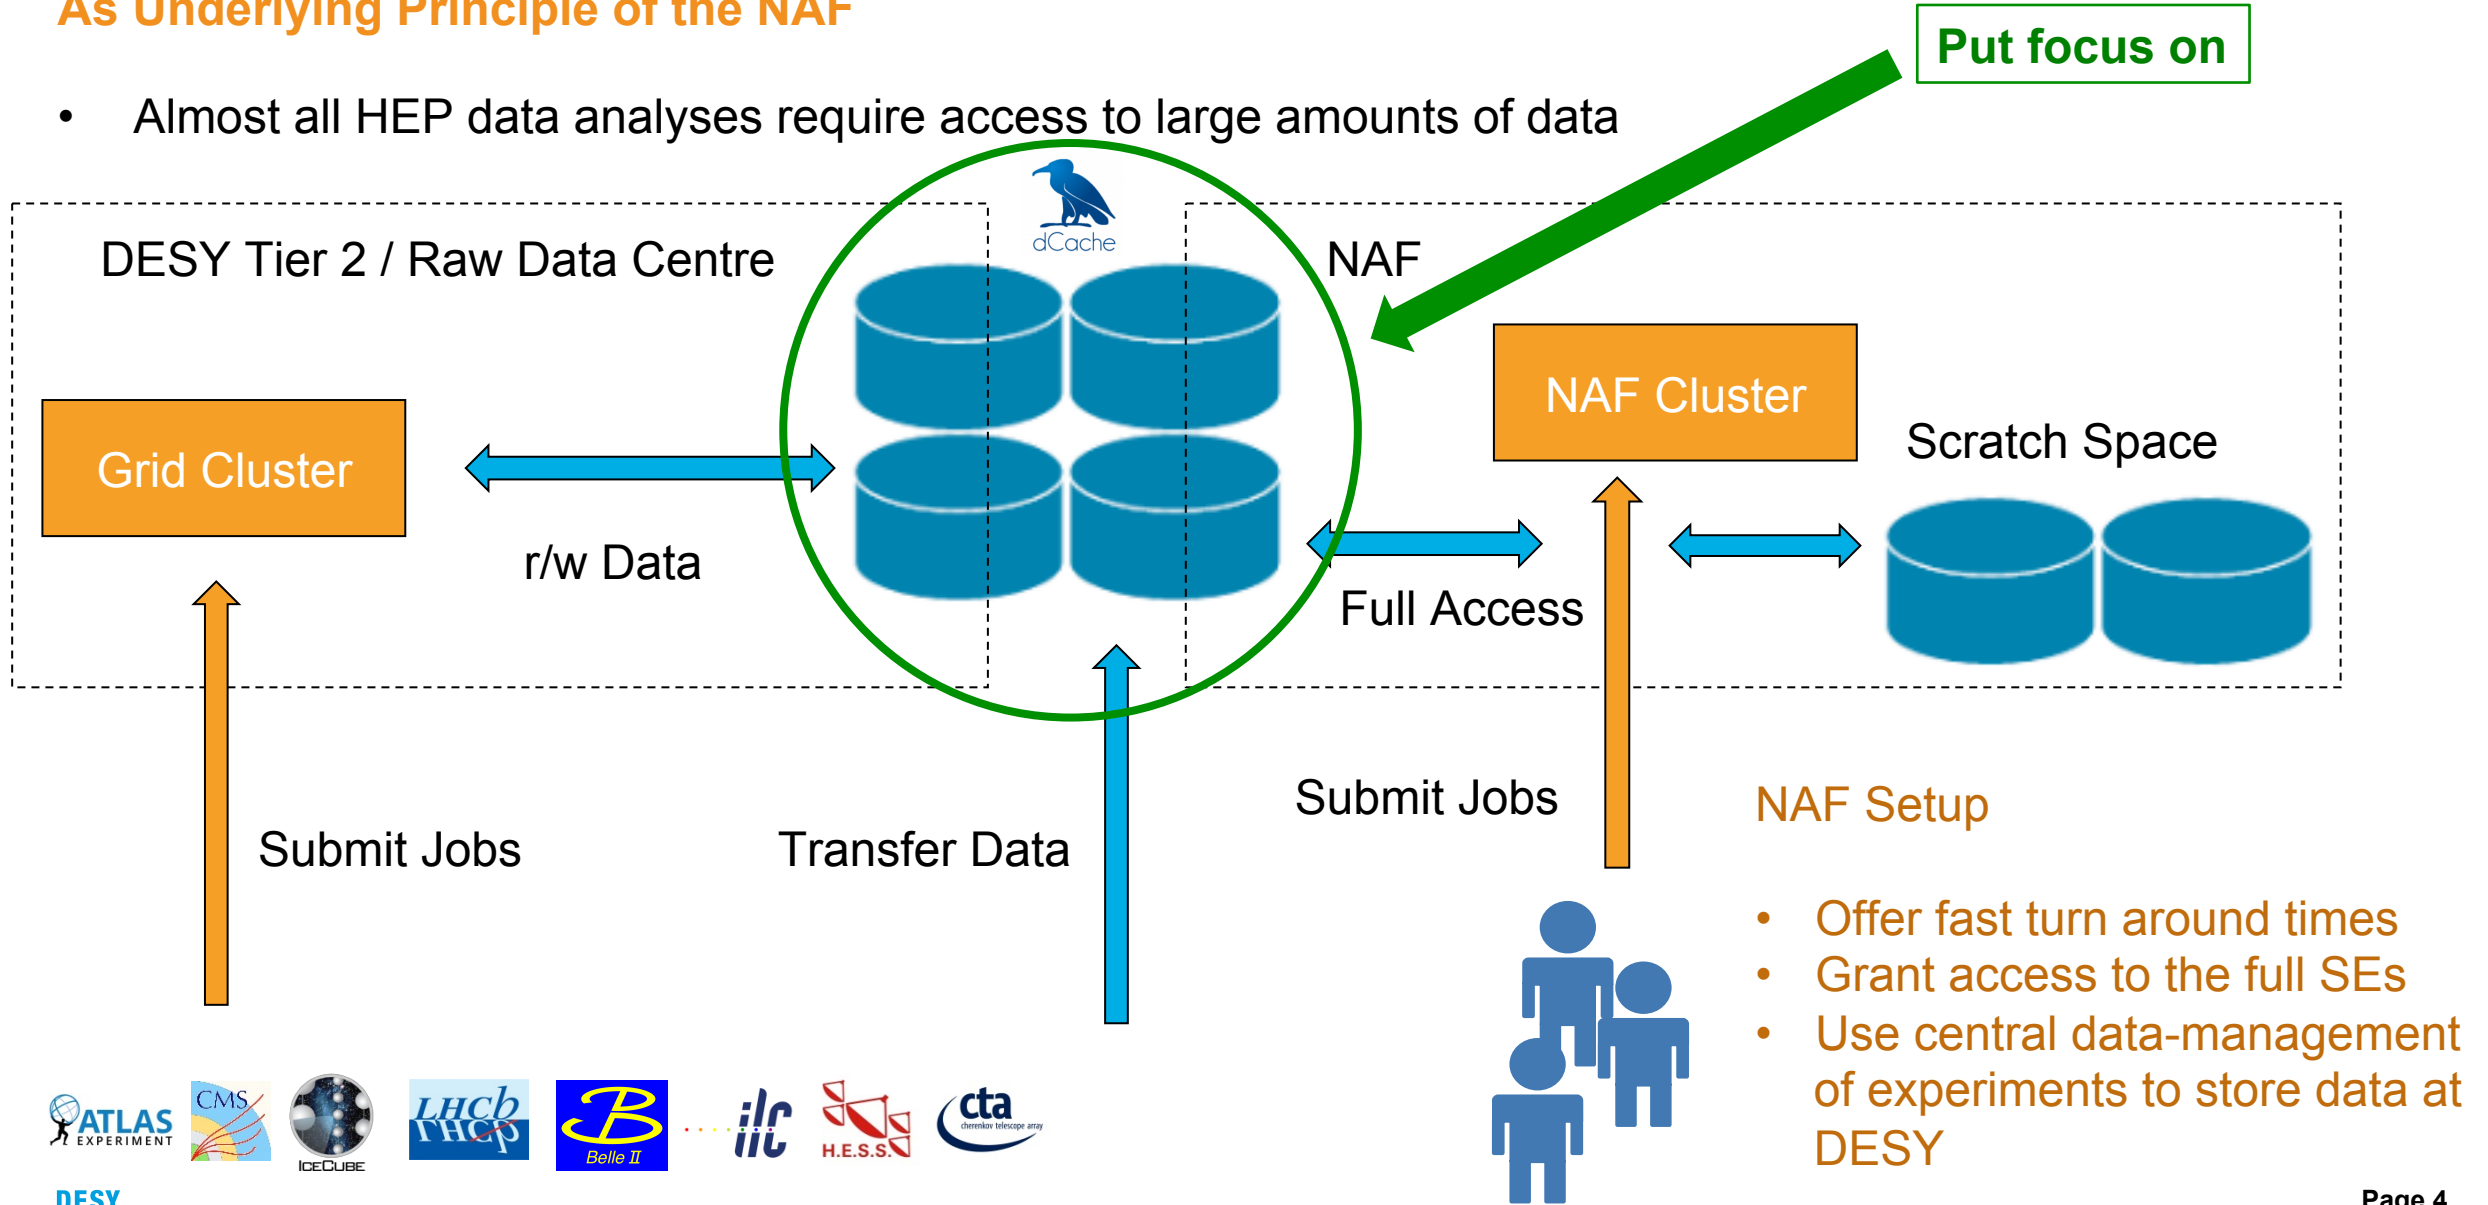 As Underlying Principle of the NAF
Put focus on
• Almost all HEP data analyses require access to large amounts of data
dCache
DESY Tier 2 / Raw Data Centre
NAF
NAF Cluster
Grid Cluster
Scratch Space
r/w Data
Full Access
Submit Jobs
NAF Setup
Submit Jobs
Transfer Data
• Offer fast turn around times
• Grant access to the full SEs
• Use central data-management
of experiments to store data at
DESY
ATLAS
EXPERIMENT
CMS
ICECUBE
LHCb
LHCb
B
Belle II
ilc
H.E.S.S.
cta
cherenkov telescope array
DESY
Page 4